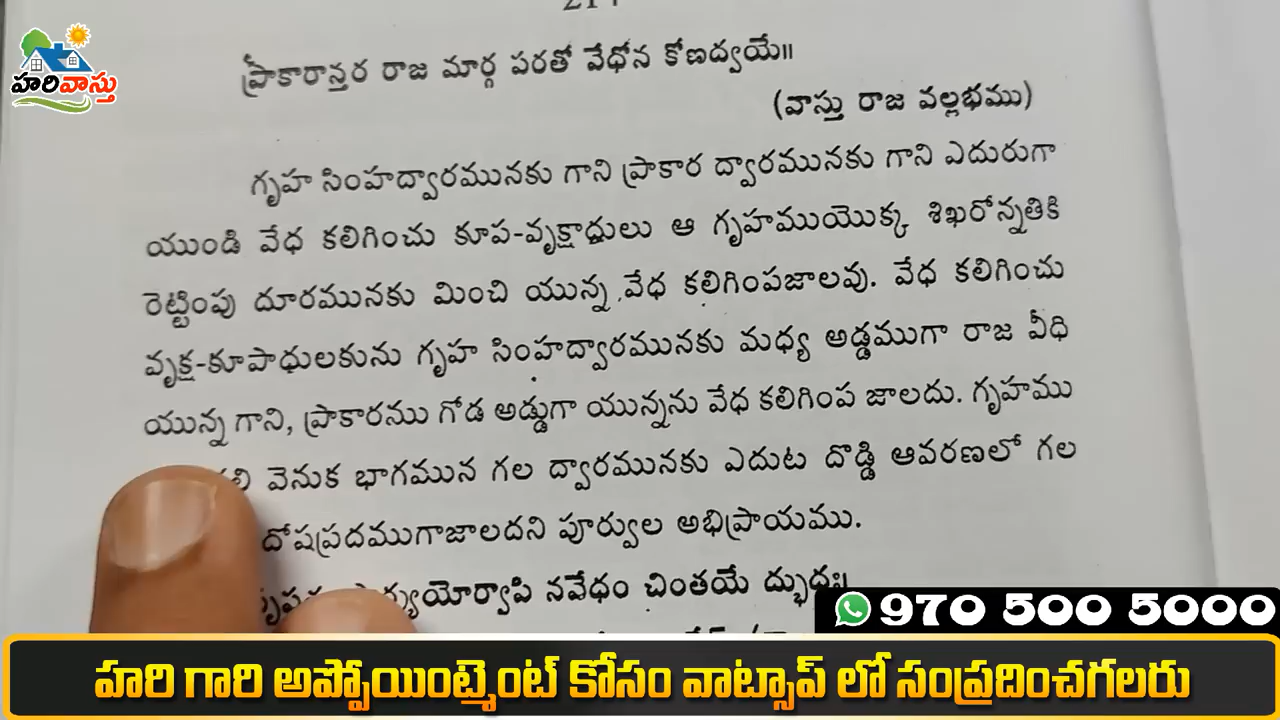 హరివాస్తు
ప్రాకారాన్తర రాజ మార్గ పరతో వేధోన కోణద్వయే॥
(వాస్తు రాజ వల్లభము)
గృహ సింహద్వారమునకు గాని ప్రాకార ద్వారమునకు గాని ఎదురుగా
యుండి వేధ కలిగించు కూప-వృక్షాధులు ఆ గృహముయొక్క శిఖరోన్నతికి
రెట్టింపు దూరమునకు మించి యున్న వేధ కలిగింపజాలవు. వేధ కలిగించు
వృక్ష-కూపాధులకును గృహ సింహద్వారమునకు మధ్య అడ్డముగా రాజ వీధి
యున్న గాని, ప్రాకారము గోడ అడ్డుగా యున్నను వేధ కలిగింప జాలదు. గృహము
వెనుక భాగమున గల ద్వారమునకు ఎదుట దొడ్డి ఆవరణలో గల
దోషప్రదముగాజాలదని పూర్వుల అభిప్రాయము.
నవేధం చింతయే ద్భుధః
970 500 5000
హరి గారి అప్పోయింట్మెంట్ కోసం వాట్సాప్ లో సంప్రదించగలరు